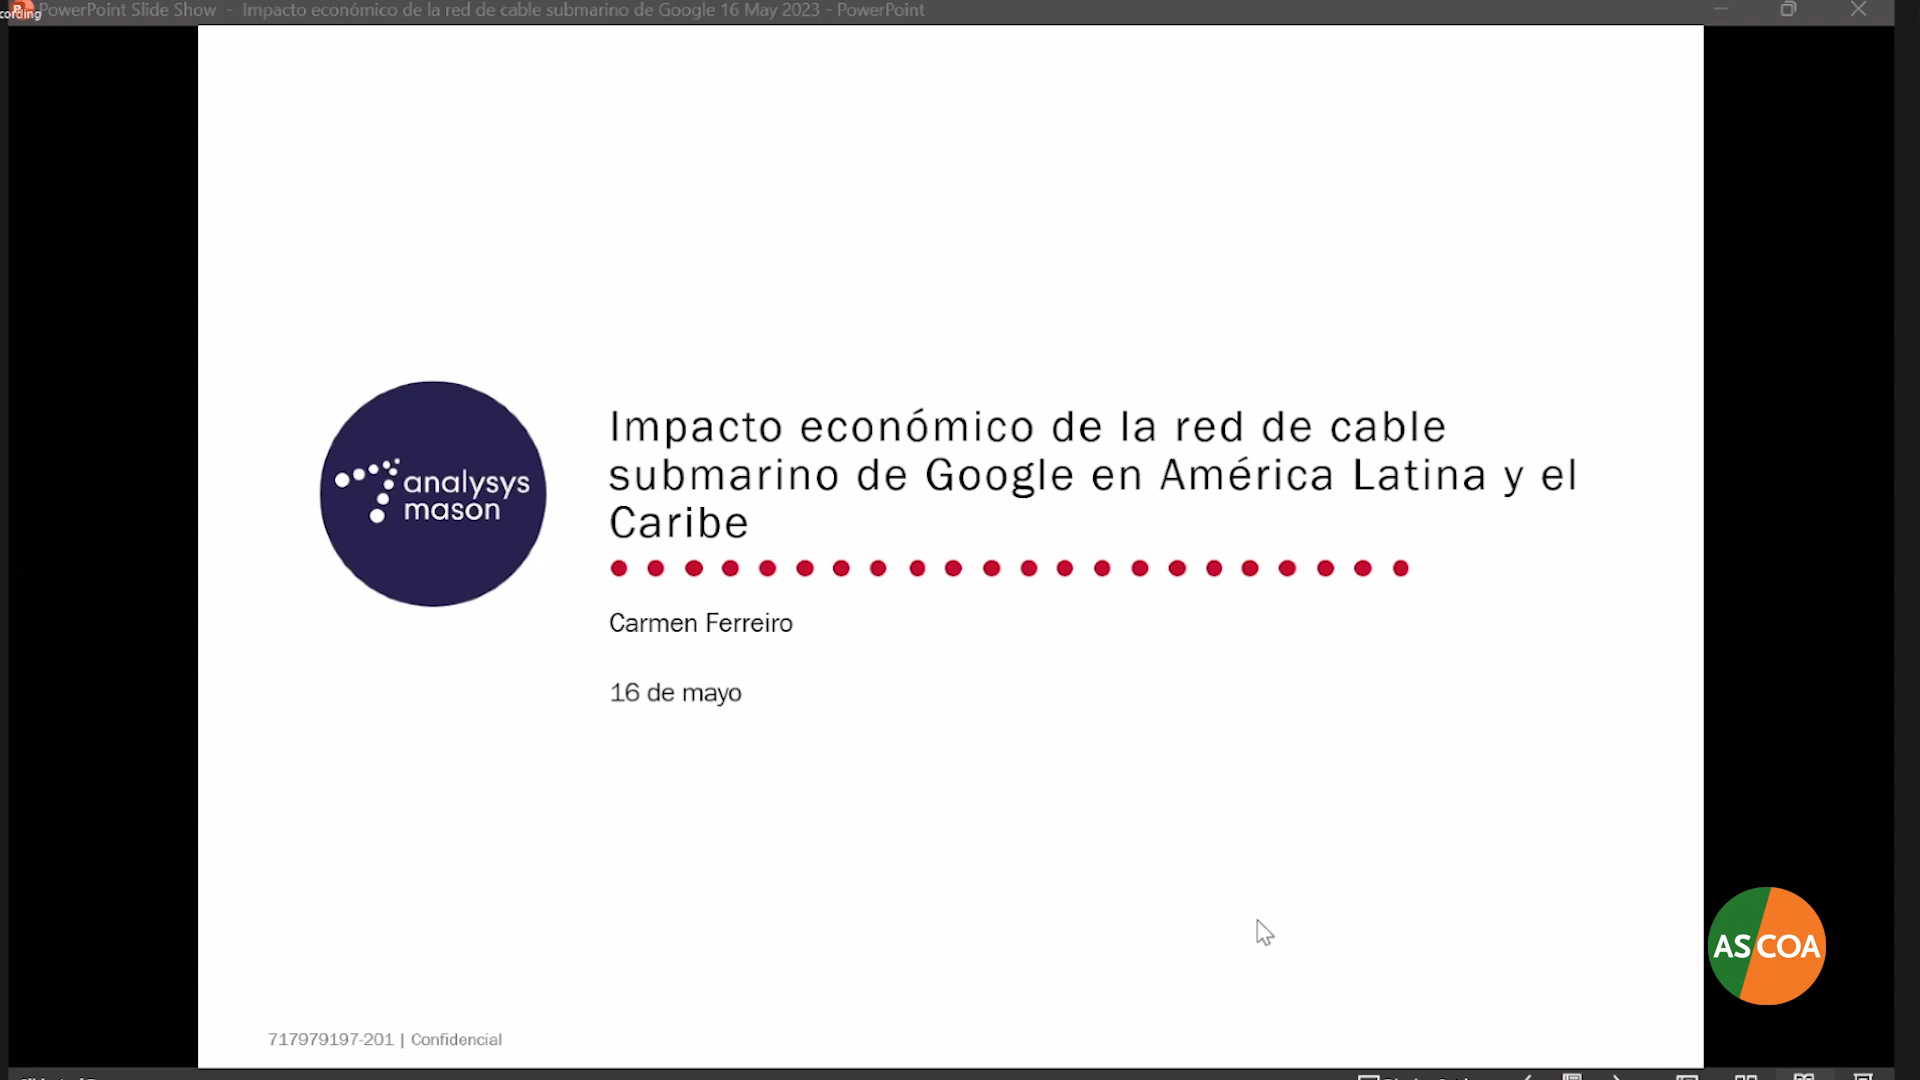 cording
PowerPoint Slide Show - Impacto económico de la red de cable submarino de Google 16 May 2023 - PowerPoint
analysys
mason
Impacto económico de la red de cable
submarino de Google en América Latina y el
Caribe
Carmen Ferreiro
16 de mayo
AS COA
717979197-201 | Confidencial